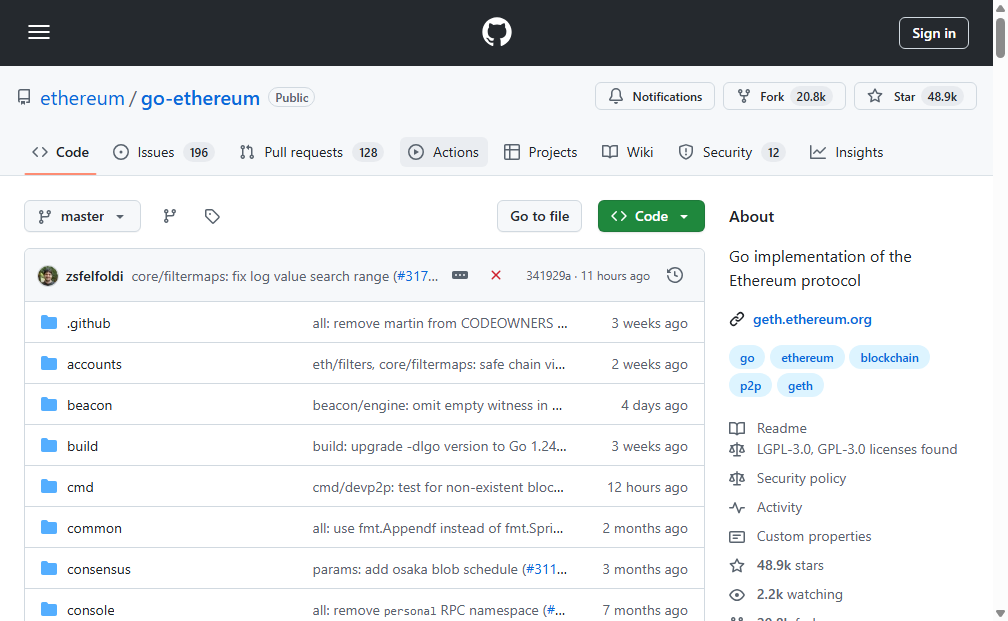 Sign in
ethereum / go-ethereum Public
Notifications Fork 20.8k Star 48.9k
Code Issues 196 Pull requests 128 Actions Projects Wiki Security 12 Insights
master Go to file Code
zsfelfoldi core/filtermaps: fix log value search range (#317... 341929a · 11 hours ago
.github all: remove martin from CODEOWNERS ... 3 weeks ago
accounts eth/filters, core/filtermaps: safe chain vi... 2 weeks ago
beacon beacon/engine: omit empty witness in ... 4 days ago
build build: upgrade -dlgo version to Go 1.24... 3 weeks ago
cmd cmd/devp2p: test for non-existent bloc... 12 hours ago
common all: use fmt.Appendf instead of fmt.Spri... 2 months ago
consensus params: add osaka blob schedule (#311... 3 months ago
console all: remove personal RPC namespace (#... 7 months ago
About
Go implementation of the
Ethereum protocol
geth.ethereum.org
go ethereum blockchain
p2p geth
Readme
LGPL-3.0, GPL-3.0 licenses found
Security policy
Activity
Custom properties
48.9k stars
2.2k watching